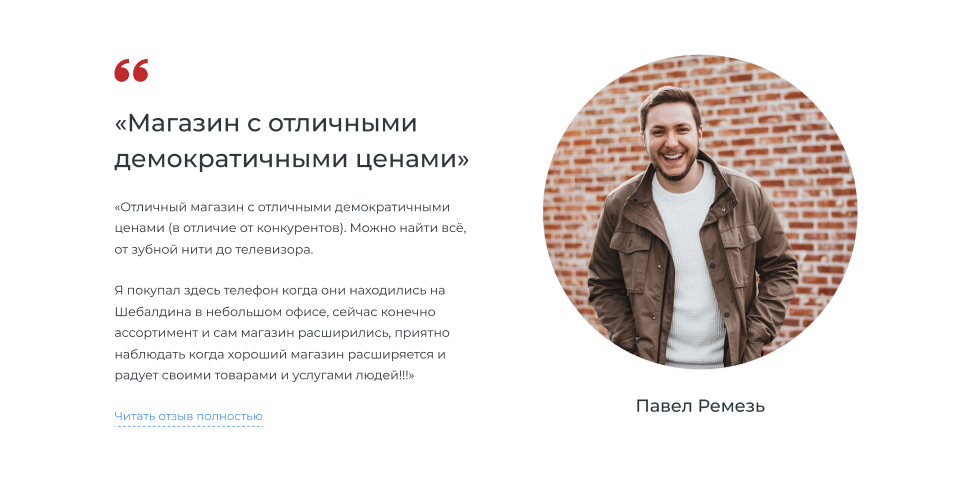 «Магазин с отличными
демократичными ценами»
«Отличный магазин с отличными демократичными
ценами (в отличие от конкурентов). Можно найти всё,
от зубной нити до телевизора.
Я покупал здесь телефон когда они находились на
Шебалдина в небольшом офисе, сейчас конечно
ассортимент и сам магазин расширились, приятно
наблюдать когда хороший магазин расширяется и
радует своими товарами и услугами людей!!!»
Читать отзыв полностью
Павел Ремезь